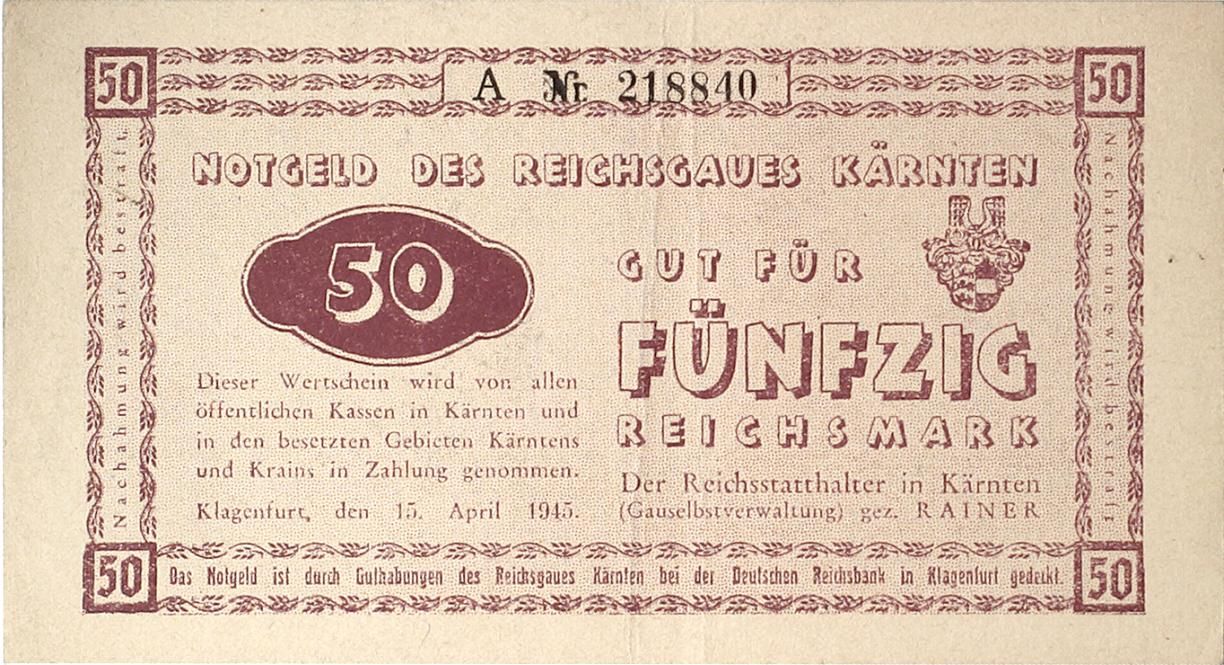 50
A Nr. 218840
50
NOTGELD DES REICHSGAUES KÄRNTEN
50
GUT FÜR
FÜNFZIG
REICHSMARK
Dieser Wertschein wird von allen
öffentlichen Kassen in Kärnten und
in den besetzten Gebieten Kärntens
und Krains in Zahlung genommen.
Klagenfurt, den 15. April 1945.
Der Reichsstatthalter in Kärnten
(Gauselbstverwaltung) gez. RAINER
Nachahmung wird bestraft.
Nachahmung wird bestraft.
50
Das Notgeld ist durch Guthabungen des Reichsgaues Kärnten bei der Deutschen Reichsbank in Klagenfurt gedeckt.
50